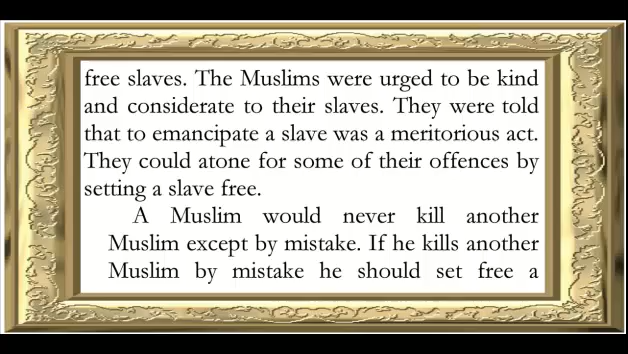 free slaves. The Muslims were urged to be kind
and considerate to their slaves. They were told
that to emancipate a slave was a meritorious act.
They could atone for some of their offences by
setting a slave free.
A Muslim would never kill another
Muslim except by mistake. If he kills another
Muslim by mistake he should set free a